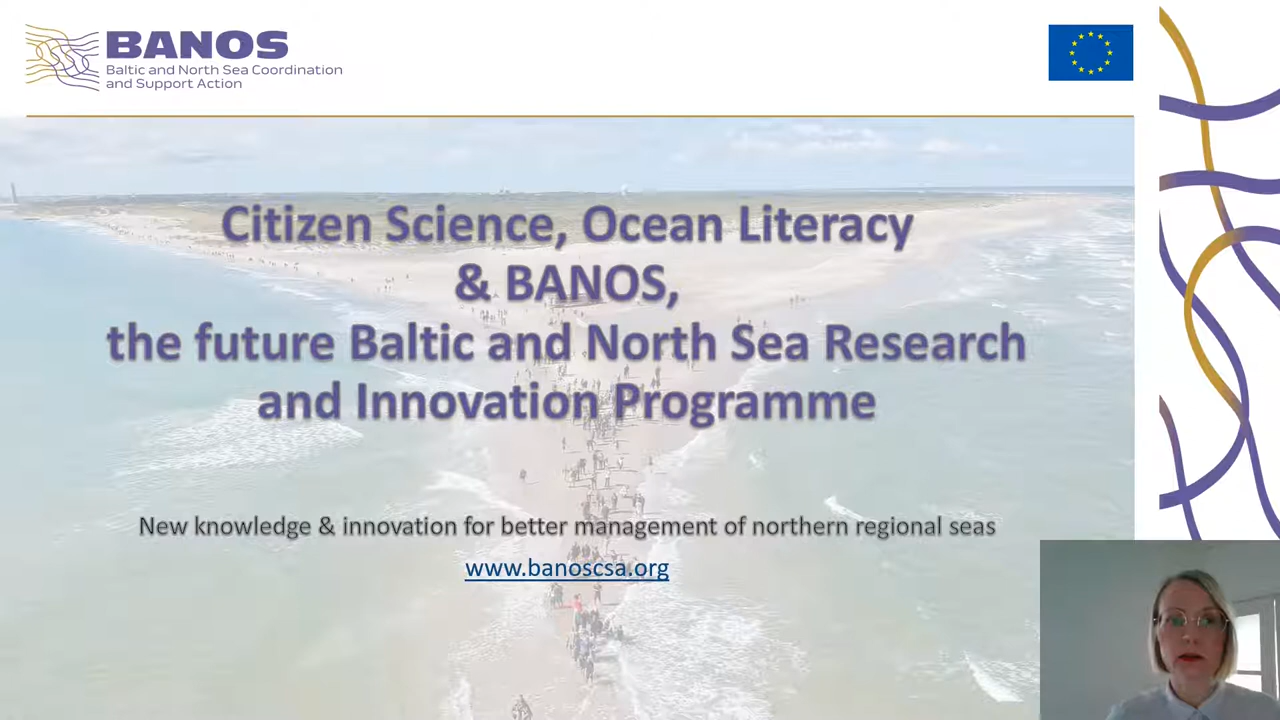 BANOS
Baltic and North Sea Coordination
and Support Action
Citizen Science, Ocean Literacy
& BANOS,
the future Baltic and North Sea Research
and Innovation Programme
New knowledge & innovation for better management of northern regional seas
www.banoscsa.org